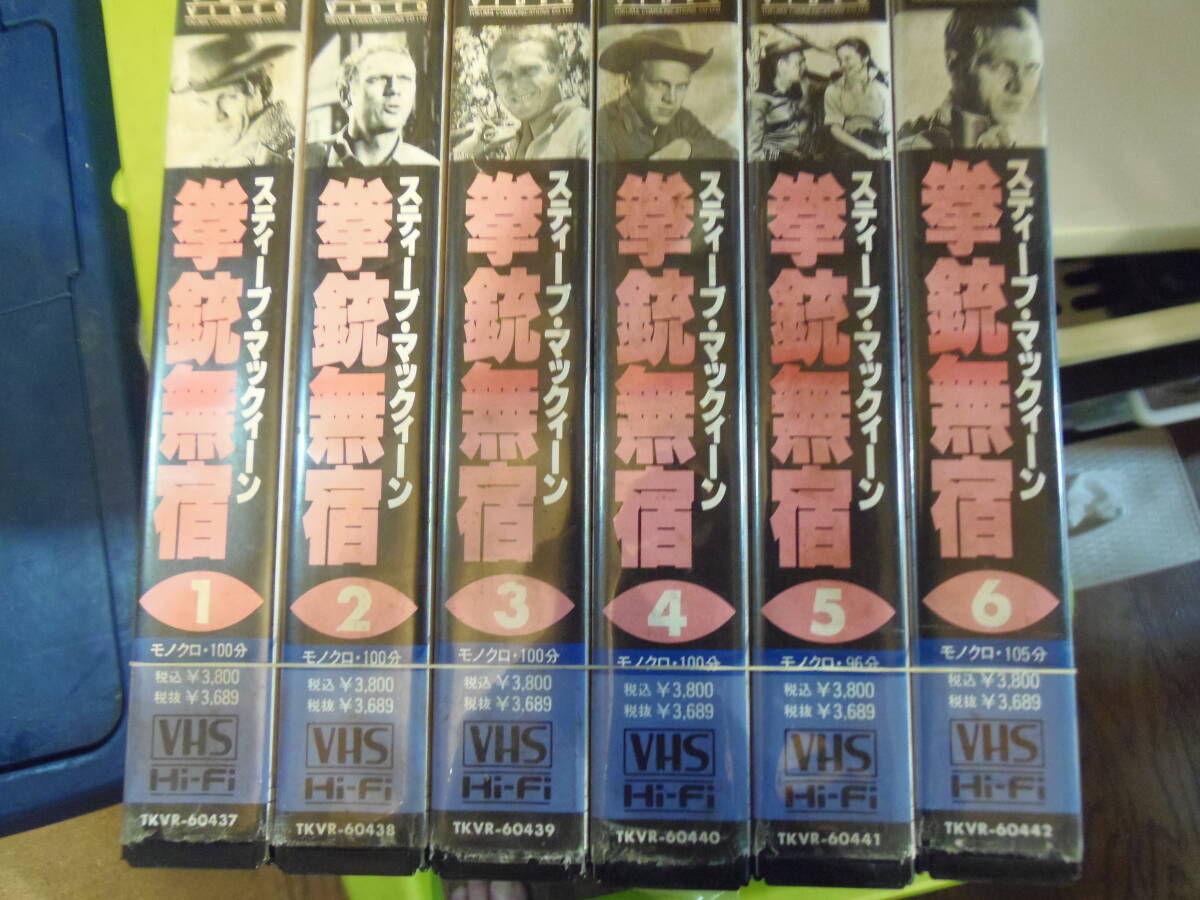 VIDEO
スティーブ・マックィーン
拳銃無宿
1
モノクロ・100分
税込 ¥3,800
税抜 ¥3,689
VHS
Hi-Fi
TKVR-60437
VIDEO
スティーブ・マックィーン
拳銃無宿
2
モノクロ・100分
税込 ¥3,800
税抜 ¥3,689
VHS
Hi-Fi
TKVR-60438
VIDEO
スティーブ・マックィーン
拳銃無宿
3
モノクロ・100分
税込 ¥3,800
税抜 ¥3,689
VHS
Hi-Fi
TKVR-60439
VIDEO
スティーブ・マックィーン
拳銃無宿
4
モノクロ・100分
税込 ¥3,800
税抜 ¥3,689
VHS
Hi-Fi
TKVR-60440
VIDEO
スティーブ・マックィーン
拳銃無宿
5
モノクロ・96分
税込 ¥3,800
税抜 ¥3,689
VHS
Hi-Fi
TKVR-60441
スティーブ・マックィーン
拳銃無宿
6
モノクロ・105分
税込 ¥3,800
税抜 ¥3,689
VHS
Hi-Fi
TKVR-60442